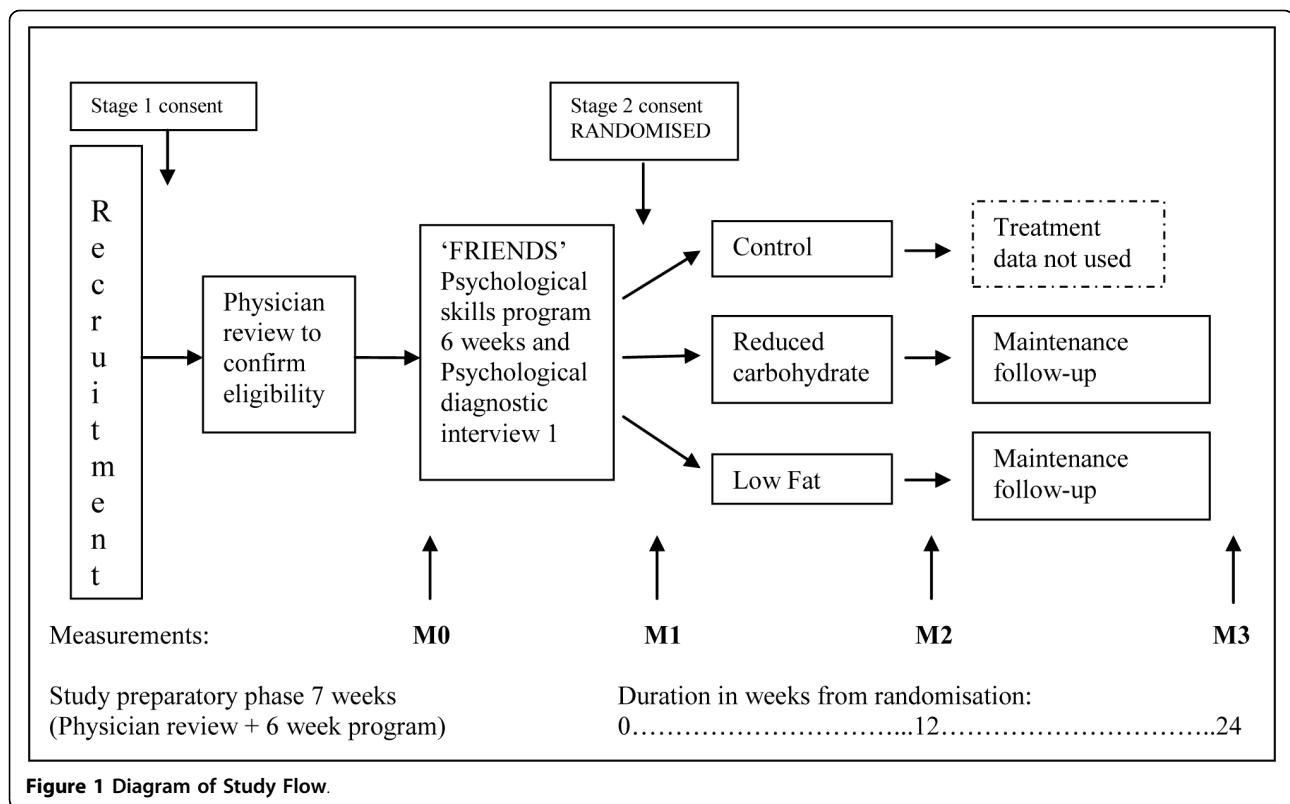 Stage 1 consent
Stage 2 consent
RANDOMISED
Recruitment
Physician
review to
confirm
eligibility
‘FRIENDS’
Psychological
skills program
6 weeks and
Psychological
diagnostic
interview 1
Control
Treatment
data not used
Reduced
carbohydrate
Maintenance
follow-up
Low Fat
Maintenance
follow-up
Measurements: M0 M1 M2 M3
Study preparatory phase 7 weeks
(Physician review + 6 week program)
Duration in weeks from randomisation:
0…………………………...12………………………..24
Figure 1 Diagram of Study Flow.